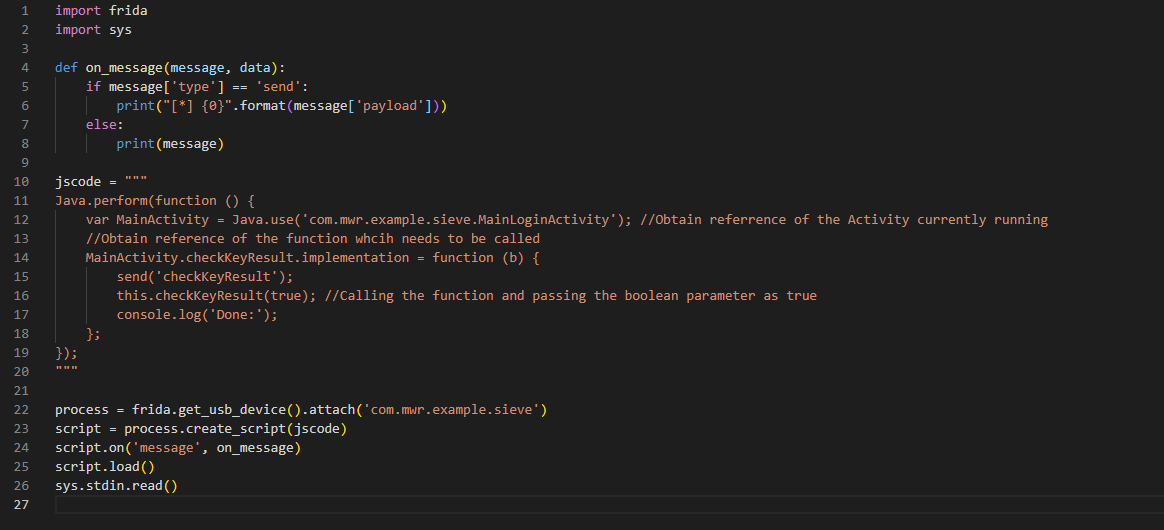 1 import frida
2 import sys
3
4 def on_message(message, data):
5     if message['type'] == 'send':
6         print("[*] {0}".format(message['payload']))
7     else:
8         print(message)
9
10 jscode = """
11 Java.perform(function () {
12     var MainActivity = Java.use('com.mwr.example.sieve.MainLoginActivity'); //Obtain referrence of the Activity currently running
13     //Obtain reference of the function whcih needs to be called
14     MainActivity.checkKeyResult.implementation = function (b) {
15         send('checkKeyResult');
16         this.checkKeyResult(true); //Calling the function and passing the boolean parameter as true
17         console.log('Done:');
18     };
19 });
20 """
21
22 process = frida.get_usb_device().attach('com.mwr.example.sieve')
23 script = process.create_script(jscode)
24 script.on('message', on_message)
25 script.load()
26 sys.stdin.read()
27